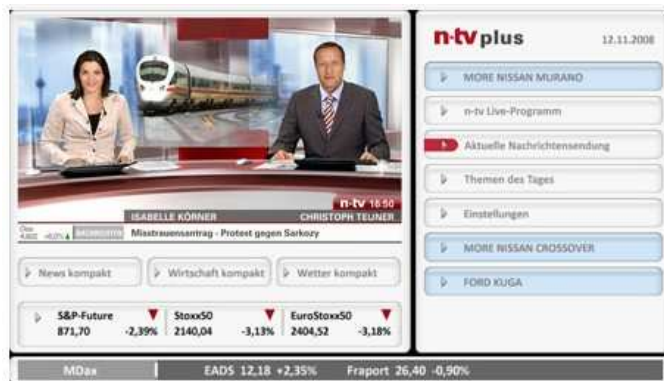 n-tv plus
12.11.2008
MORE NISSAN MURANO
n-tv Live-Programm
Aktuelle Nachrichtensendung
Themen des Tages
Einstellungen
MORE NISSAN CROSSOVER
FORD KUGA
n-tv 16:50
ISABELLE KÖRNER
CHRISTOPH TEUNER
Misstrauensantrag - Protest gegen Sarkozy
News kompakt
Wirtschaft kompakt
Wetter kompakt
S&P-Future
871,70 -2,39%
Stoxx50
2140,04 -3,13%
EuroStoxx50
2404,52 -3,18%
MDax
EADS 12,18 +2,35% Fraport 26,40 -0,90%